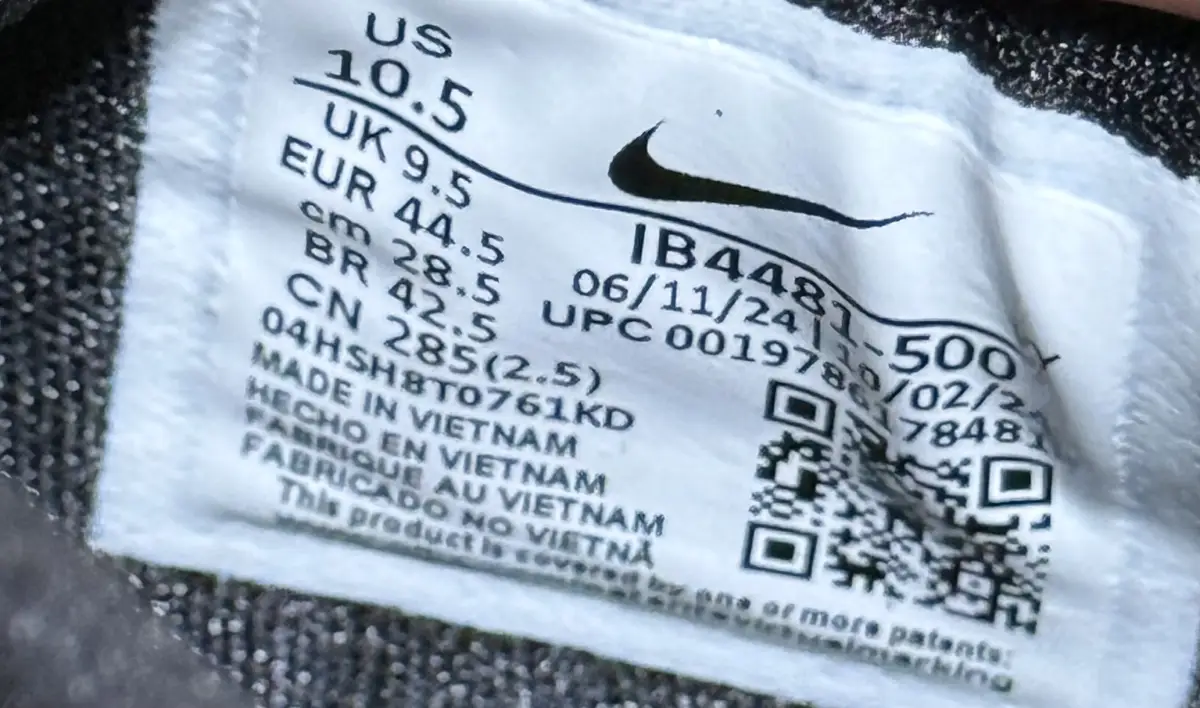 US
10.5
UK 9.5
EUR 44.5
cm 28.5
BR 42.5
CN 285(2.5)
04HSH8T0761KD
MADE IN VIETNAM
HECHO EN VIETNAM
FABRIQUE AU VIETNAM
FABRICADO NO VIETNÃ
This product is covered by one or more patents:
IB4481-500
06/11/24
UPC